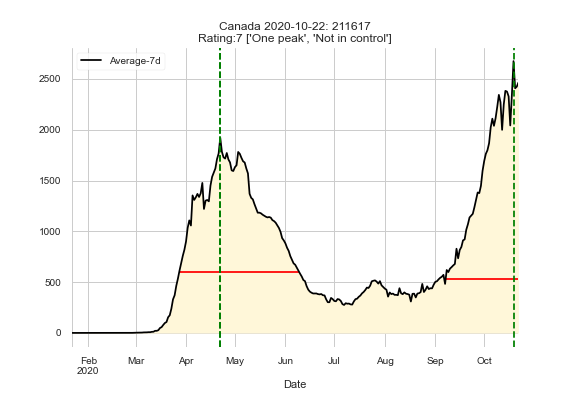 Canada 2020-10-22: 211617
Rating:7 ['One peak', 'Not in control']
Average-7d
2500
2000
1500
1000
500
0
Feb Mar Apr May Jun Jul Aug Sep Oct
2020
Date